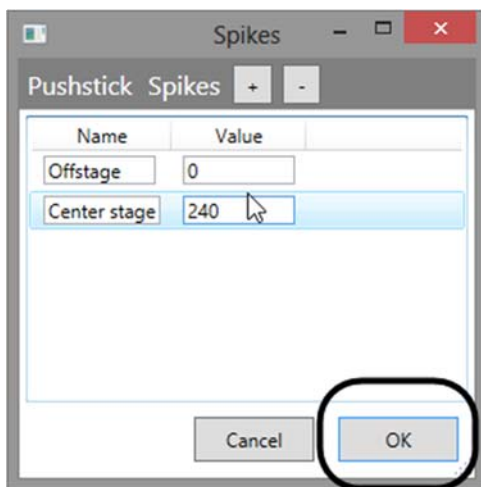 Spikes
Pushstick Spikes + -
Name Value
Offstage 0
Center stage 240
Cancel OK